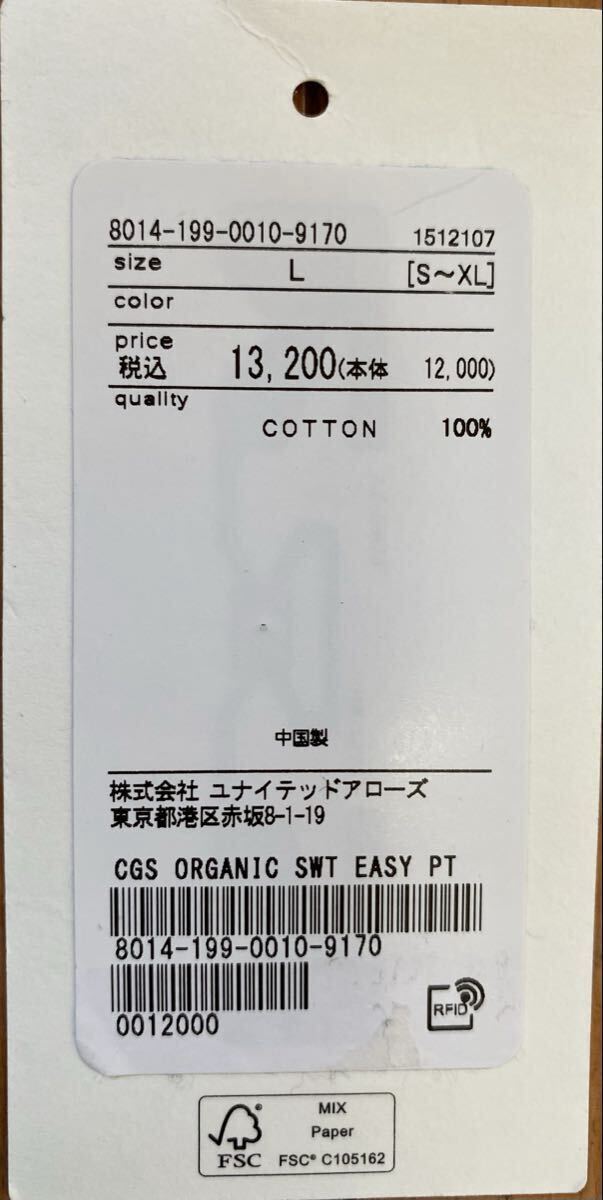 8014-199-0010-9170 1512107
size L [S～XL]
color
price
税込 13,200(本体 12,000)
quality
COTTON 100%
中国製
株式会社 ユナイテッドアローズ
東京都港区赤坂8-1-19
CGS ORGANIC SWT EASY PT
8014-199-0010-9170
0012000
RFID
MIX
Paper
FSC FSC® C105162